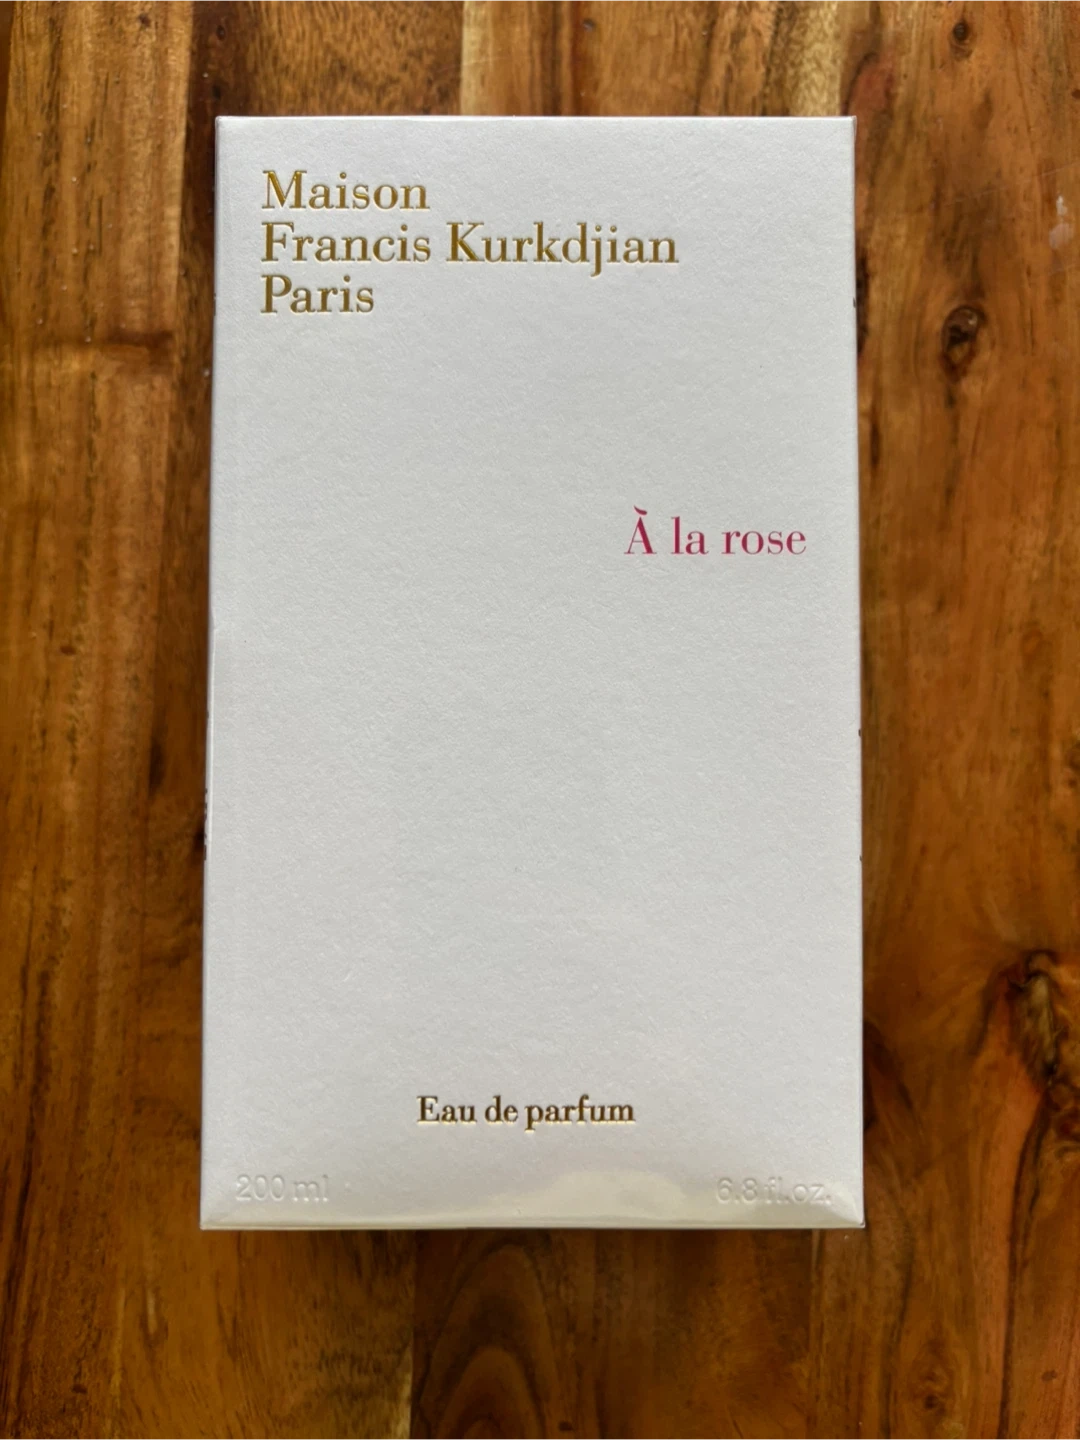 Maison
Francis Kurkdjian
Paris
À la rose
Eau de parfum
200 ml
6.8 fl.oz.